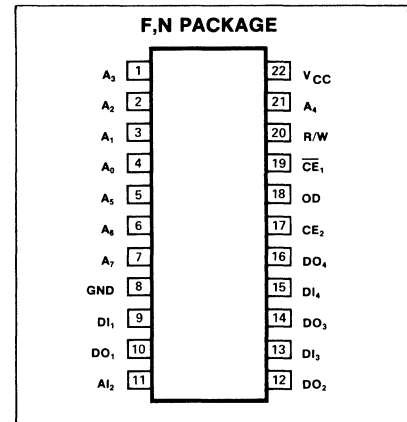 F,N PACKAGE
A3 1 22 VCC
A2 2 21 A4
A1 3 20 R/W
A0 4 19 C̅E̅1
A5 5 18 OD
A6 6 17 CE2
A7 7 16 DO4
GND 8 15 DI4
DI1 9 14 DO3
DO1 10 13 DI3
AI2 11 12 DO2